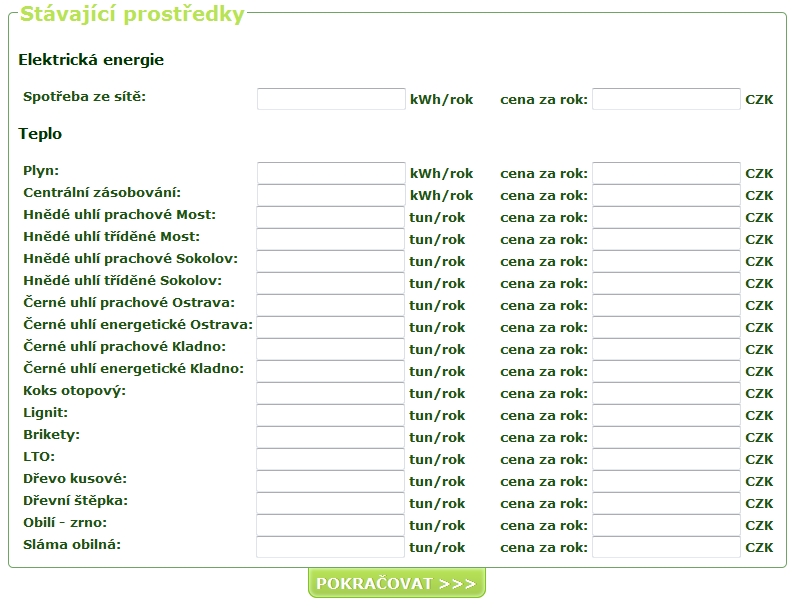 Stávající prostředky
Elektrická energie
Spotřeba ze sítě: kWh/rok cena za rok: CZK
Teplo
Plyn: kWh/rok cena za rok: CZK
Centrální zásobování: kWh/rok cena za rok: CZK
Hnědé uhlí prachové Most: tun/rok cena za rok: CZK
Hnědé uhlí tříděné Most: tun/rok cena za rok: CZK
Hnědé uhlí prachové Sokolov: tun/rok cena za rok: CZK
Hnědé uhlí tříděné Sokolov: tun/rok cena za rok: CZK
Černé uhlí prachové Ostrava: tun/rok cena za rok: CZK
Černé uhlí energetické Ostrava: tun/rok cena za rok: CZK
Černé uhlí prachové Kladno: tun/rok cena za rok: CZK
Černé uhlí energetické Kladno: tun/rok cena za rok: CZK
Koks otopový: tun/rok cena za rok: CZK
Lignit: tun/rok cena za rok: CZK
Brikety: tun/rok cena za rok: CZK
LTO: tun/rok cena za rok: CZK
Dřevo kusové: tun/rok cena za rok: CZK
Dřevní štěpka: tun/rok cena za rok: CZK
Obilí - zrno: tun/rok cena za rok: CZK
Sláma obilná: tun/rok cena za rok: CZK
POKRAČOVAT >>>